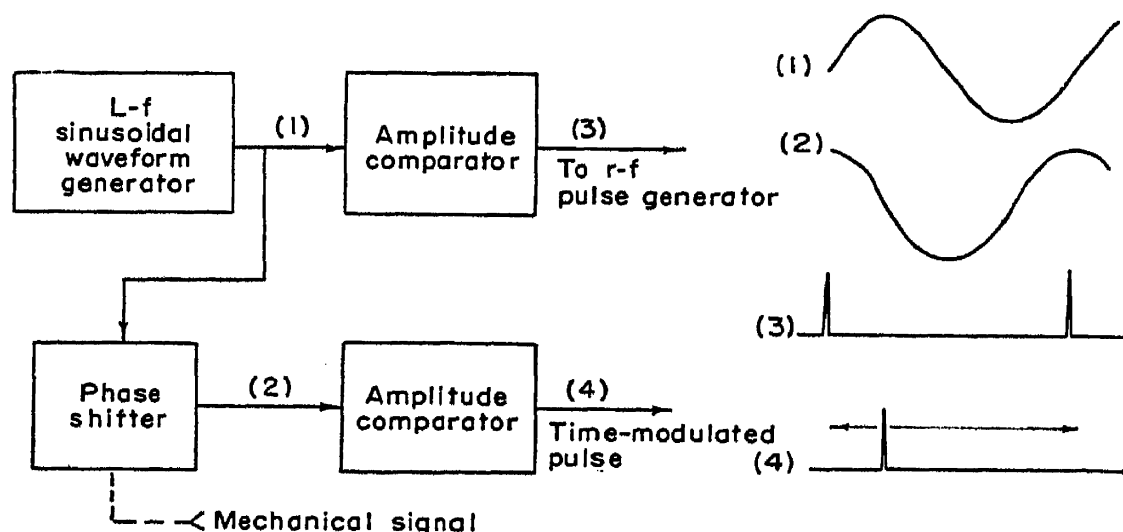 L-f
sinusoidal
waveform
generator
(1)
Amplitude
comparator
(3)
To r-f
pulse generator
Phase
shifter
(2)
Amplitude
comparator
(4)
Time-modulated
pulse
Mechanical signal
(1)
(2)
(3)
(4)